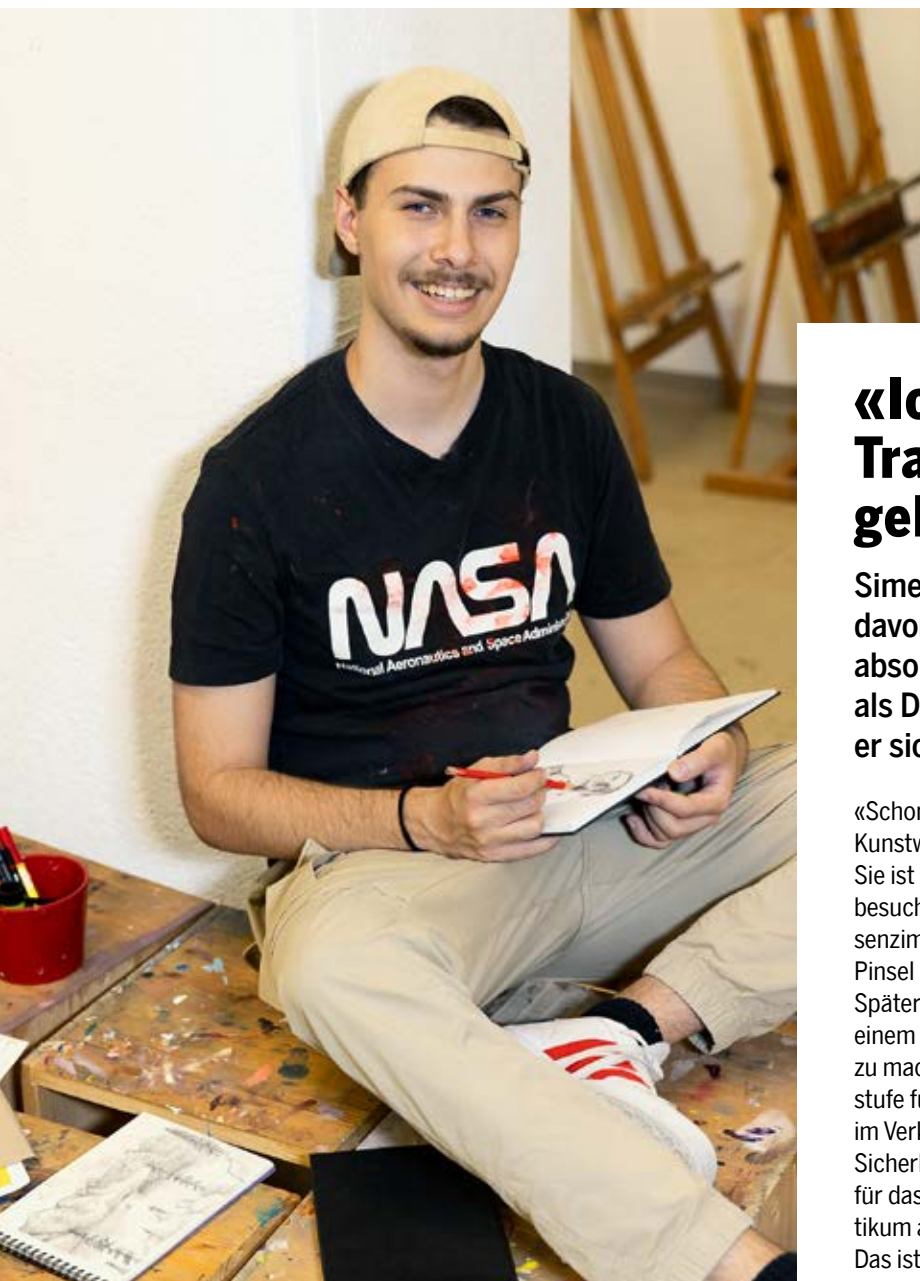 NASA
National Aeronautics and Space
«Ic
Tra
gel
Sime
davo
abso
als D
er sic
«Schon
Kunstw
Sie ist
besuch
senzim
Pinsel
Später
einem
zu mac
stufe fü
im Verl
Sicherl
für das
tikum a
Das ist